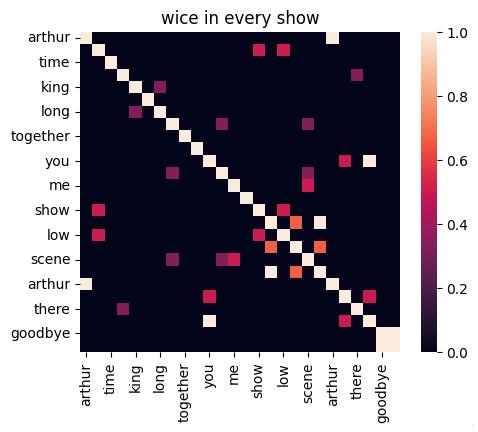 wice in every show
arthur
time
king
long
together
you
me
show
low
scene
arthur
there
goodbye
1.0
0.8
0.6
0.4
0.2
0.0
arthur
time
king
long
together
you
me
show
low
scene
arthur
there
goodbye